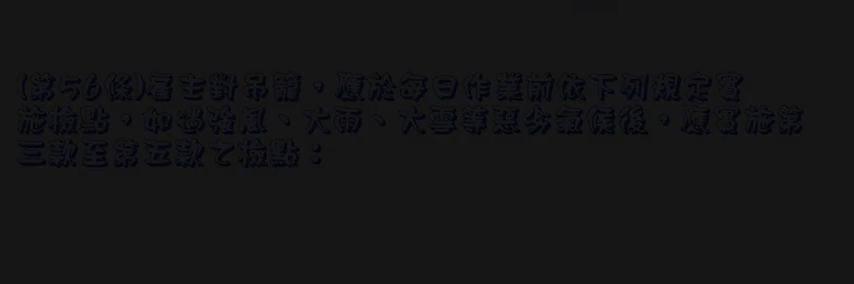 (第56條)雇主對吊籠，應於每日作業前依下列規定實
施檢點，如遇強風、大雨、大雪等惡劣氣候後，應實施第
三款至第五款之檢點：